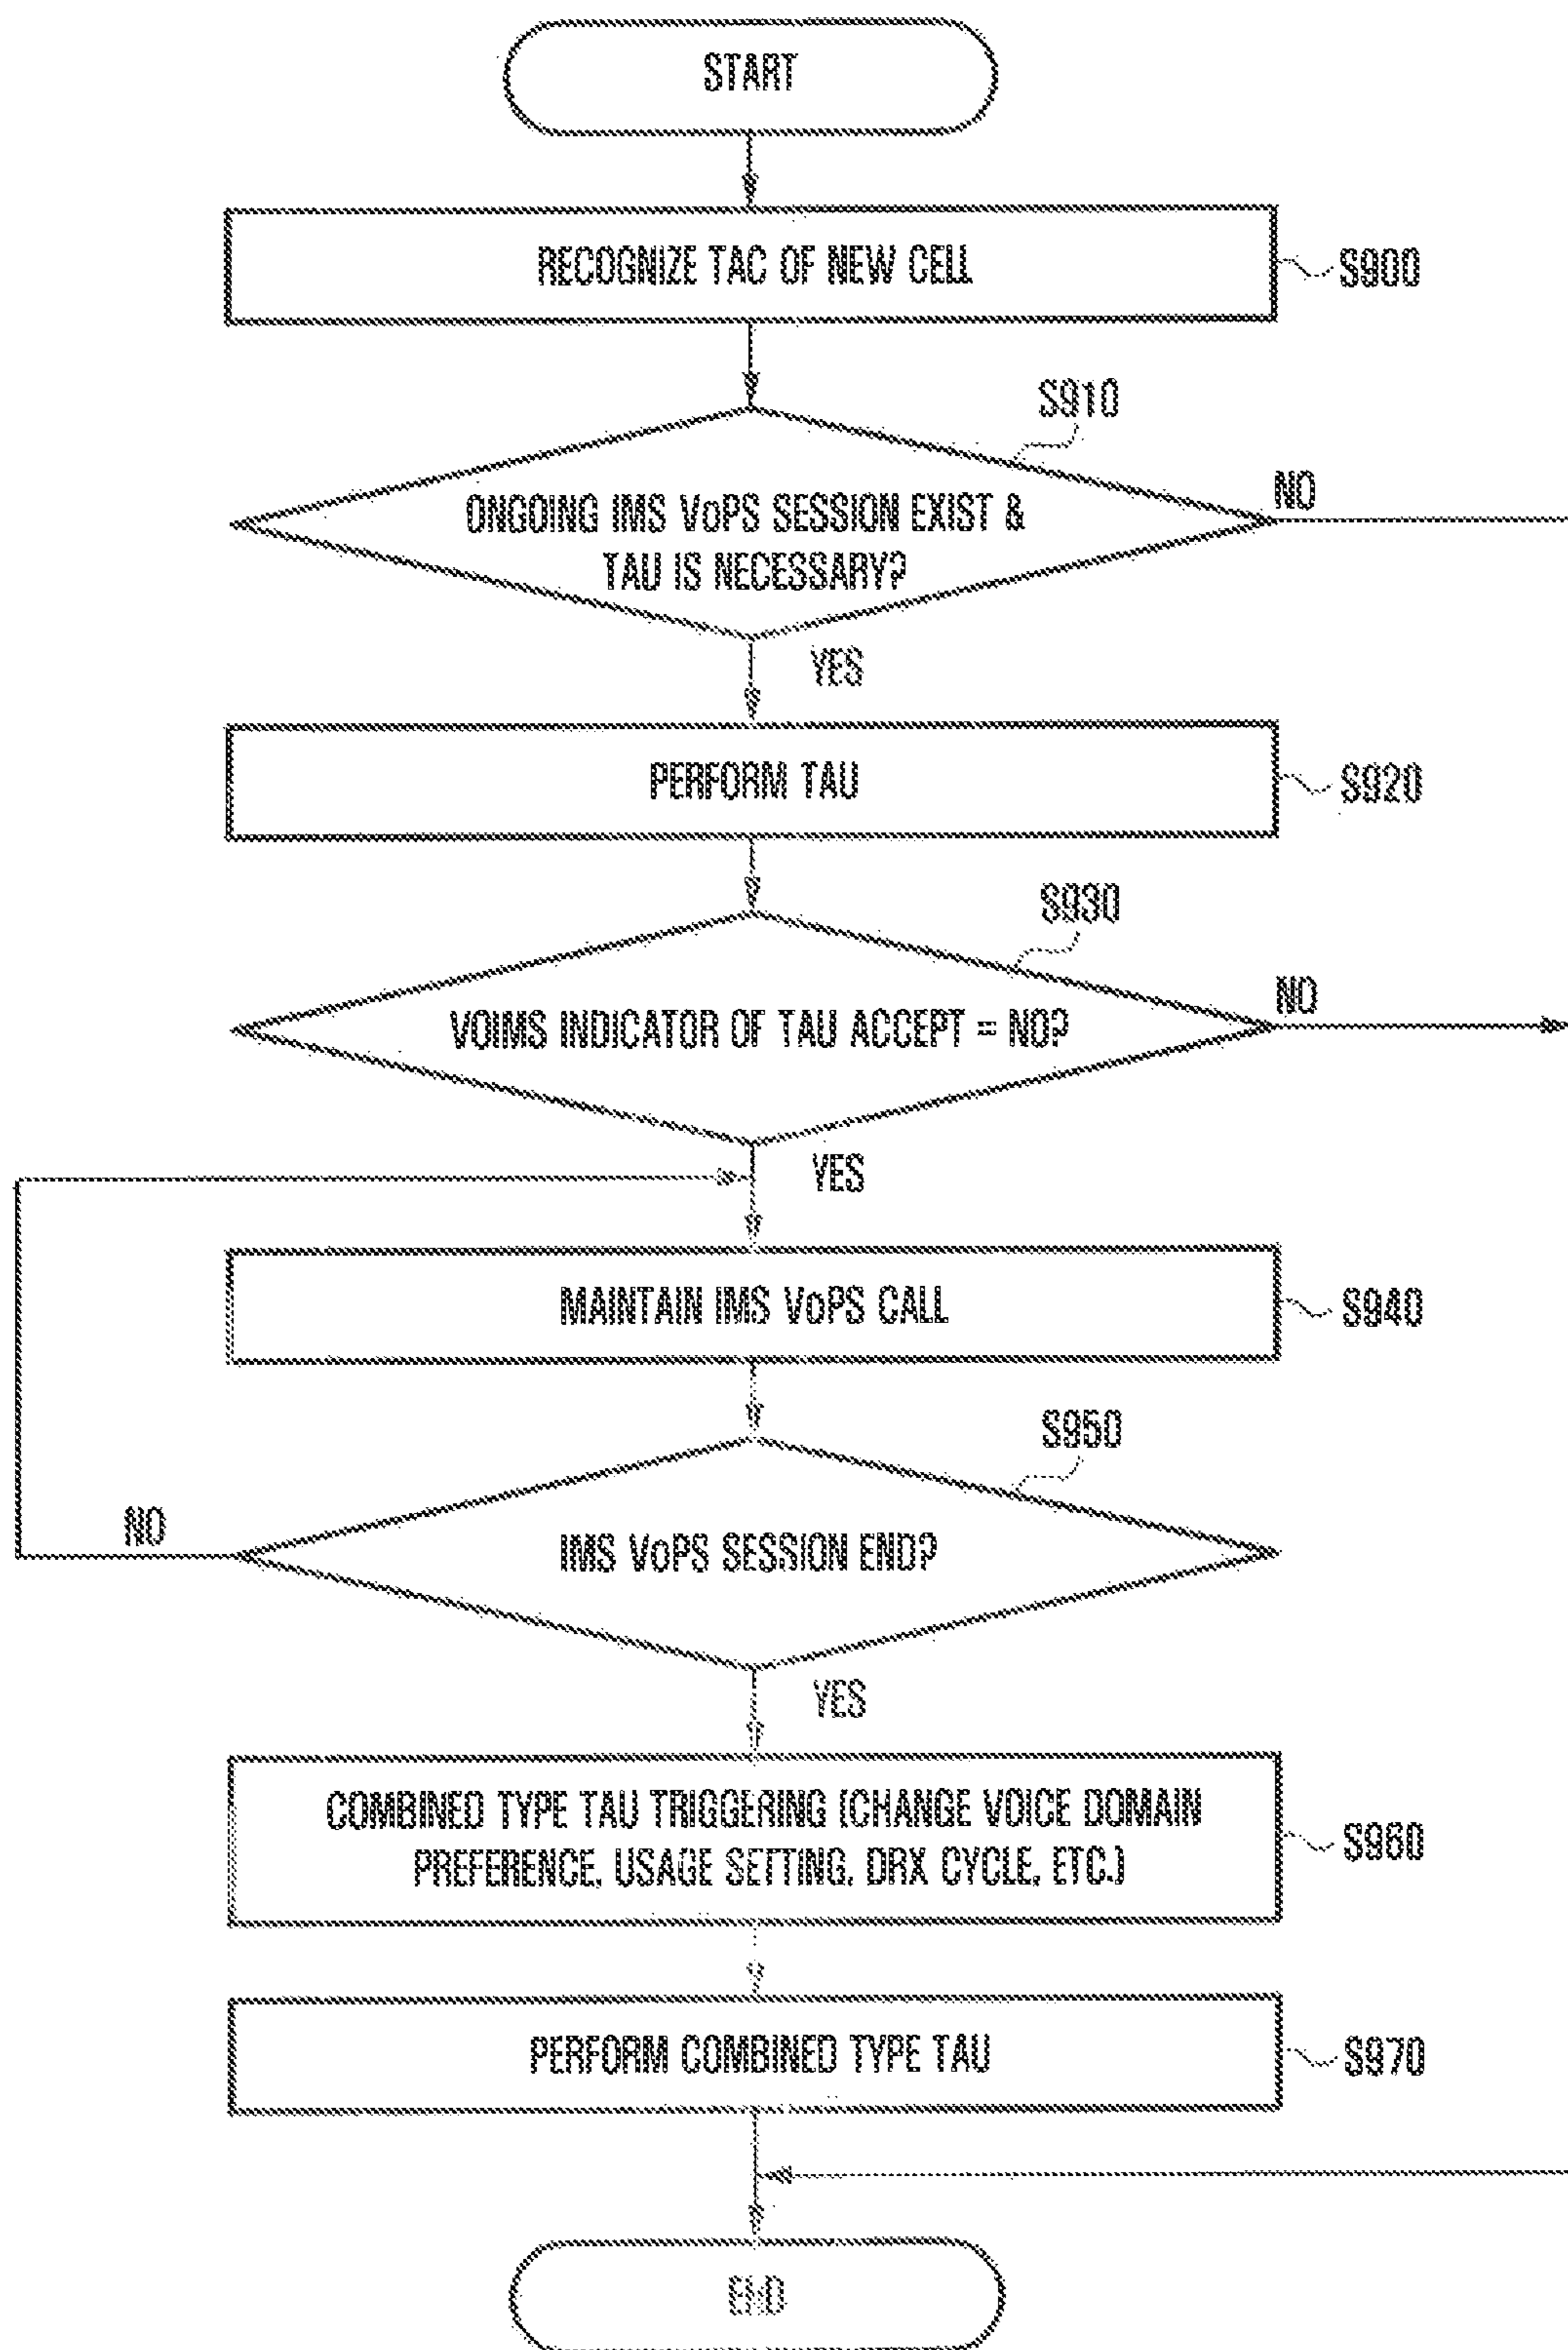 START
RECOGNIZE TAC OF NEW CELL
S900
S910
ONGOING IMS VoPS SESSION EXIST &
TAU IS NECESSARY?
NO
YES
PERFORM TAU
S920
S930
VOIMS INDICATOR OF TAU ACCEPT = NO?
NO
YES
MAINTAIN IMS VoPS CALL
S940
S950
IMS VoPS SESSION END?
NO
YES
COMBINED TYPE TAU TRIGGERING (CHANGE VOICE DOMAIN
PREFERENCE, USAGE SETTING, DRX CYCLE, ETC.)
S960
PERFORM COMBINED TYPE TAU
S970
END